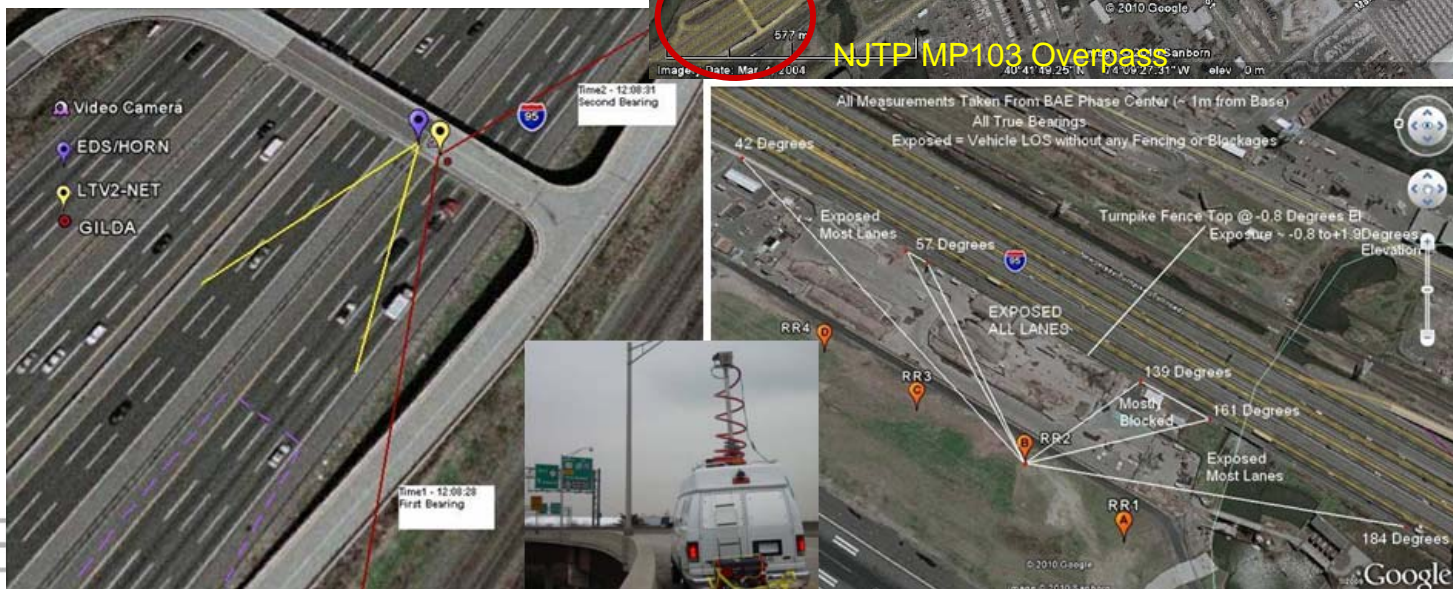 © 2010 Google
577 m
Sanborn
NJTP MP103 Overpass
Imagery Date: Mar 4, 2004
40°41'49.25" N
74°09'27.31" W
elev 0 m
Video Camera
EDS/HORN
LTV2-NET
GILDA
Time2 - 12:08:31
Second Bearing
95
Time1 - 12:08:28
First Bearing
All Measurements Taken From BAE Phase Center (~ 1m from Base)
All True Bearings
Exposed = Vehicle LOS without any Fencing or Blockages
42 Degrees
Exposed
Most Lanes
57 Degrees
Turnpike Fence Top @ -0.8 Degrees El
Exposure ~ -0.8 to+1.9Degrees
Elevation
95
EXPOSED
ALL LANES
RR4
D
RR3
C
139 Degrees
Mostly
Blocked
161 Degrees
B
RR2
Exposed
Most Lanes
RR1
A
184 Degrees
© 2010 Google
Image © 2010 Sanborn
©2009 Google